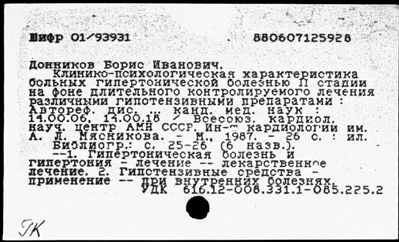 Шифр 01/93931 880607125928
Донников Борис Иванович.
Клинико-психологическая характеристика
больных гипертонической болезнью П стадии
на фоне длительного контролируемого лечения
различными гипотензивными препаратами :
Автореф. дис. ... канд. мед. наук :
14.00.06, 14.00.18 / Всесоюз. кардиол.
науч. центр АМН СССР. Ин-т кардиологии им.
А. Л. Мясникова. - М., 1987. - 26 с. : ил.
Библиогр.: с. 25-26 (6 назв.).
--1. Гипертоническая болезнь и
гипертония - лечение -- лекарственное
лечение. 2. Гипотензивные средства -
применение -- при внутренних болезнях.
УДК 616.12-008.331.1-085.225.2
ГК